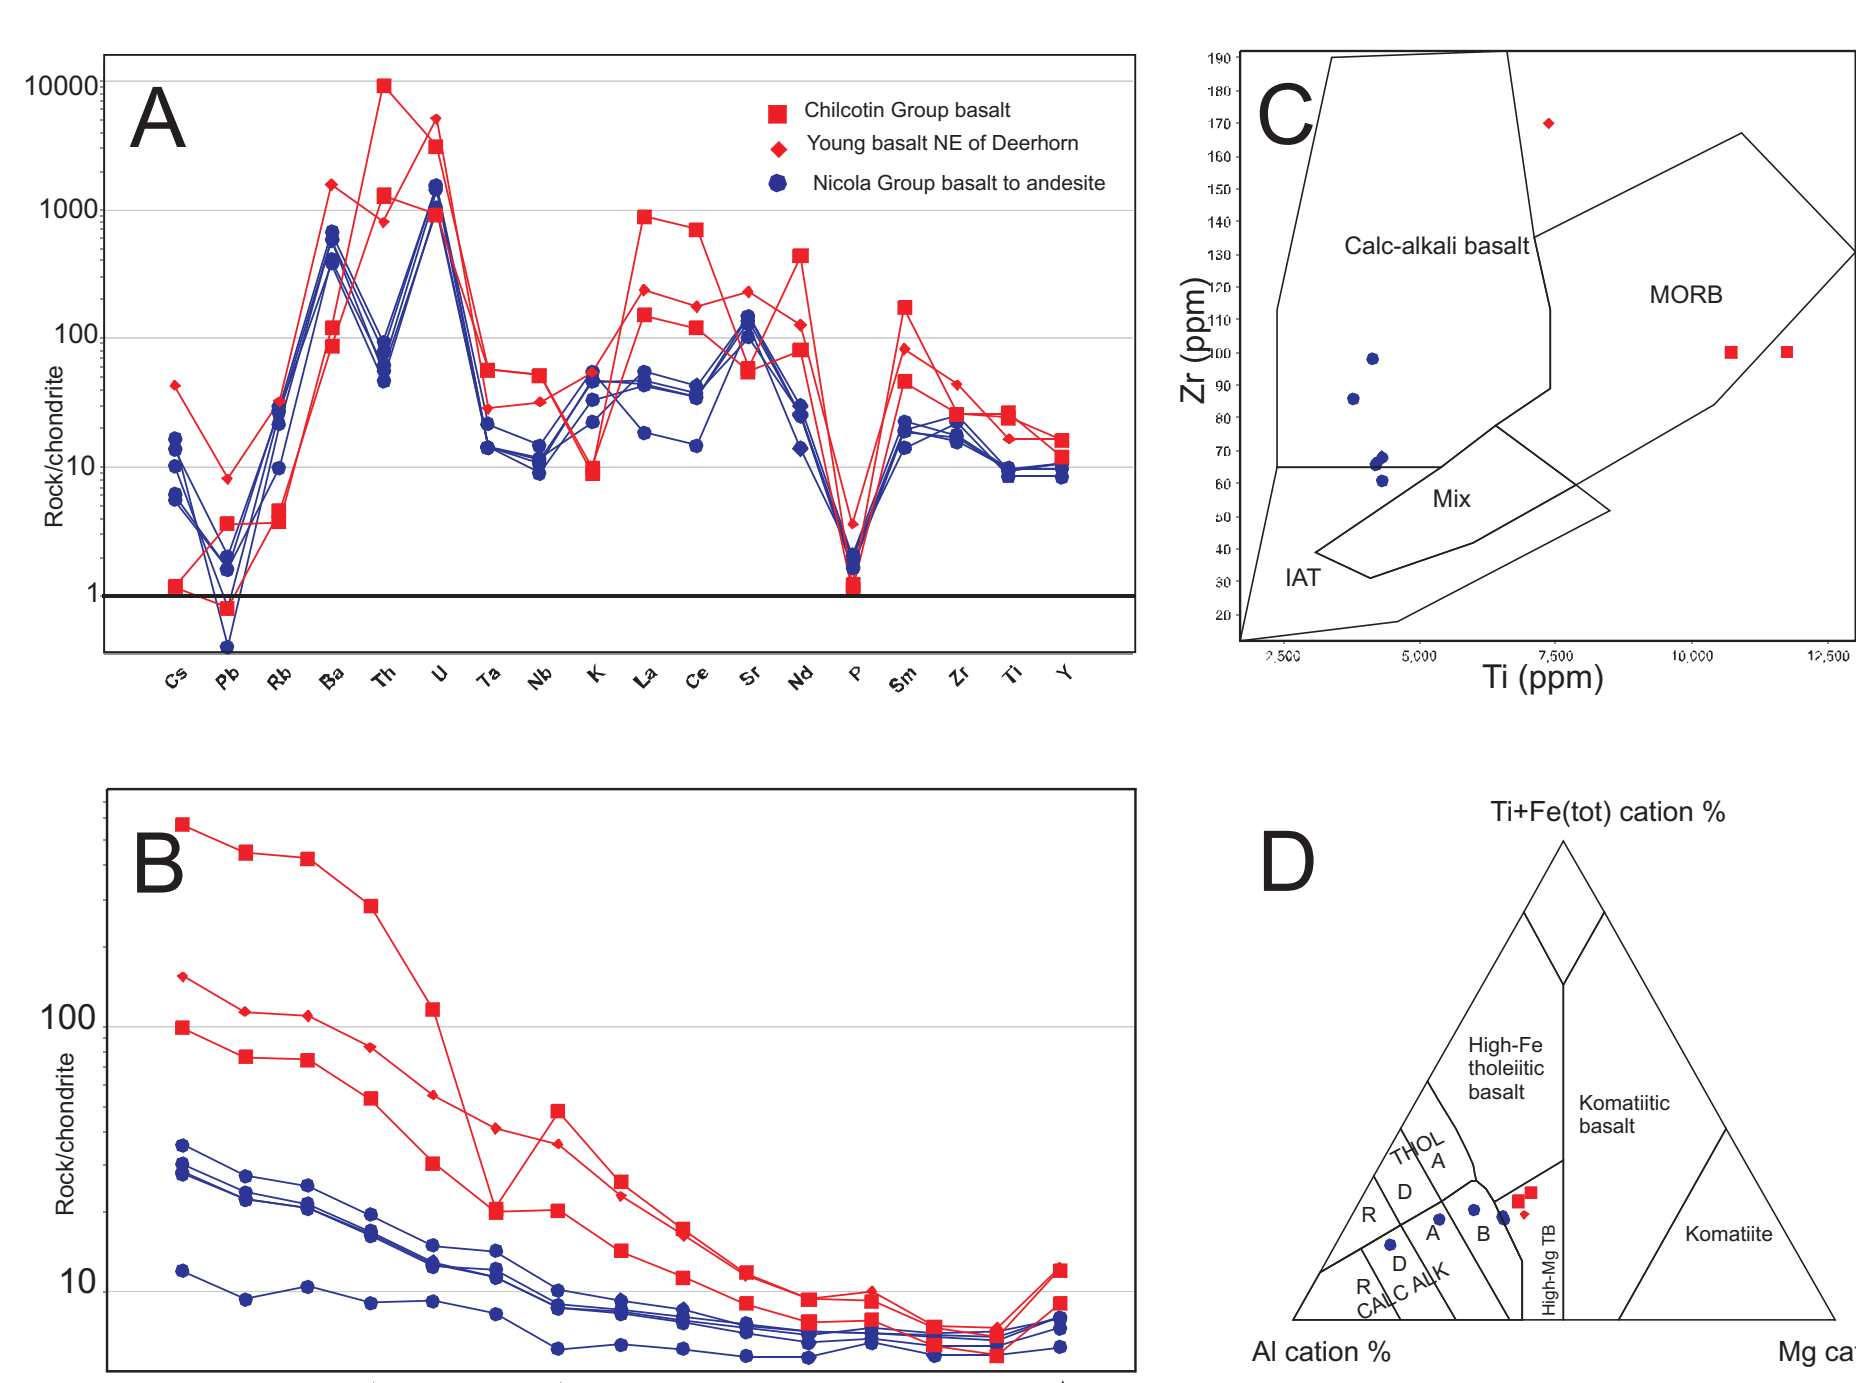 A
10000
1000
100
10
1
Rock/chondrite
Chilcotin Group basalt
Young basalt NE of Deerhorn
Nicola Group basalt to andesite
Cs Pb Rb Ba Th U Ta Nb K La Ce Sr Nd P Sm Zr Ti Y
C
190
180
170
160
150
140
130
120
110
100
90
80
70
60
50
40
30
20
Zr (ppm)
Calc-alkali basalt
MORB
Mix
IAT
2,500 5,000 7,500 10,000 12,500
Ti (ppm)
B
100
10
Rock/chondrite
D
Ti+Fe(tot) cation %
High-Fe
tholeiitic
basalt
Komatiitic
basalt
THOL
A
D
R
A
B
D
R
CALC ALK
High-Mg TB
Komatiite
Al cation %
Mg cat